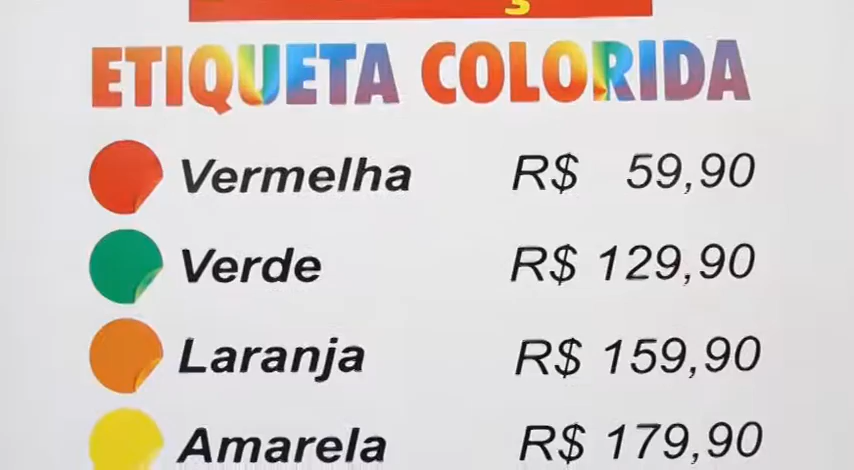 ETIQUETA COLORIDA
Vermelha R$ 59,90
Verde R$ 129,90
Laranja R$ 159,90
Amarela R$ 179,90